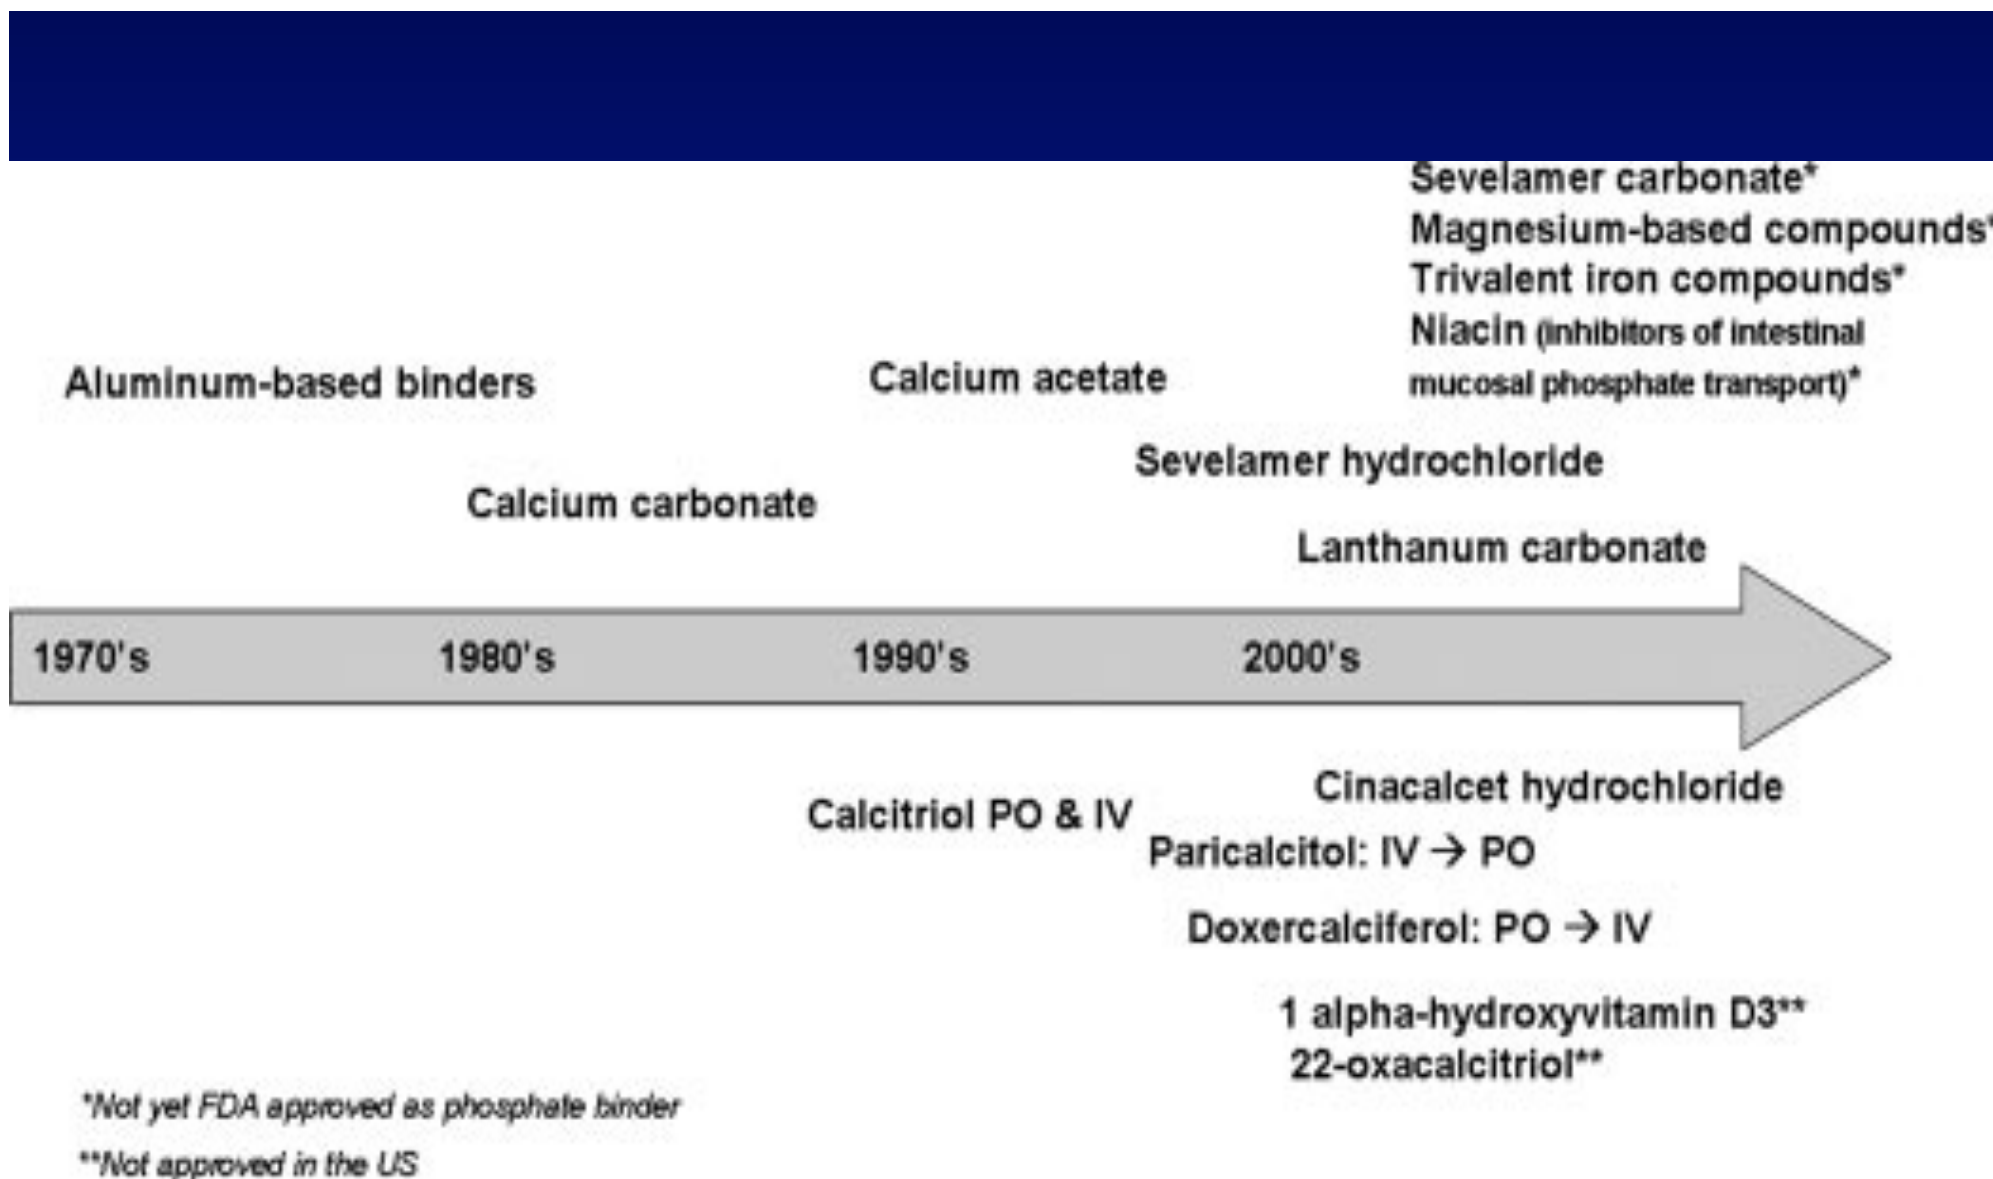 Sevelamer carbonate*
Magnesium-based compounds*
Trivalent iron compounds*
Niacin (inhibitors of intestinal
mucosal phosphate transport)*
Aluminum-based binders
Calcium acetate
Sevelamer hydrochloride
Calcium carbonate
Lanthanum carbonate
1970's 1980's 1990's 2000's
Cinacalcet hydrochloride
Calcitriol PO & IV
Paricalcitol: IV → PO
Doxercalciferol: PO → IV
1 alpha-hydroxyvitamin D3**
22-oxacalcitriol**
*Not yet FDA approved as phosphate binder
**Not approved in the US